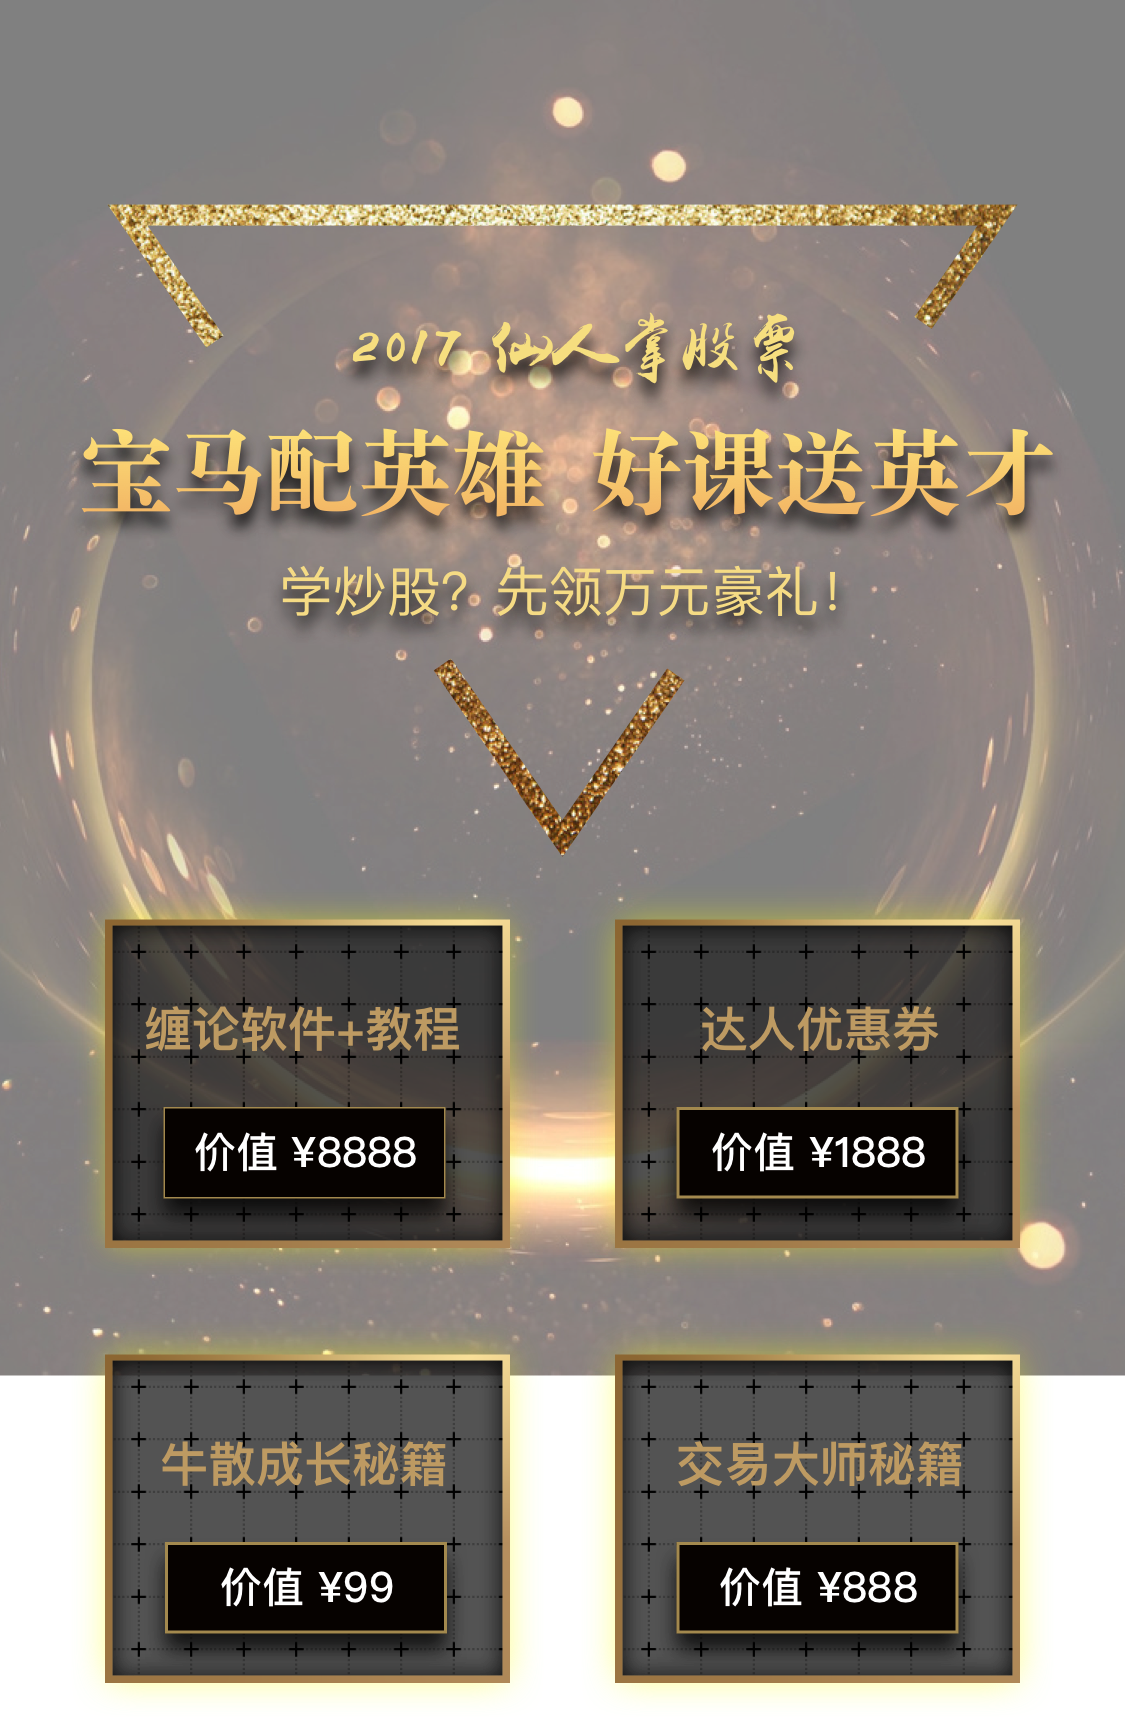 2017 仙人掌股票
宝马配英雄 好课送英才
学炒股？先领万元豪礼！
缠论软件+教程
价值 ¥8888
达人优惠券
价值 ¥1888
牛散成长秘籍
价值 ¥99
交易大师秘籍
价值 ¥888